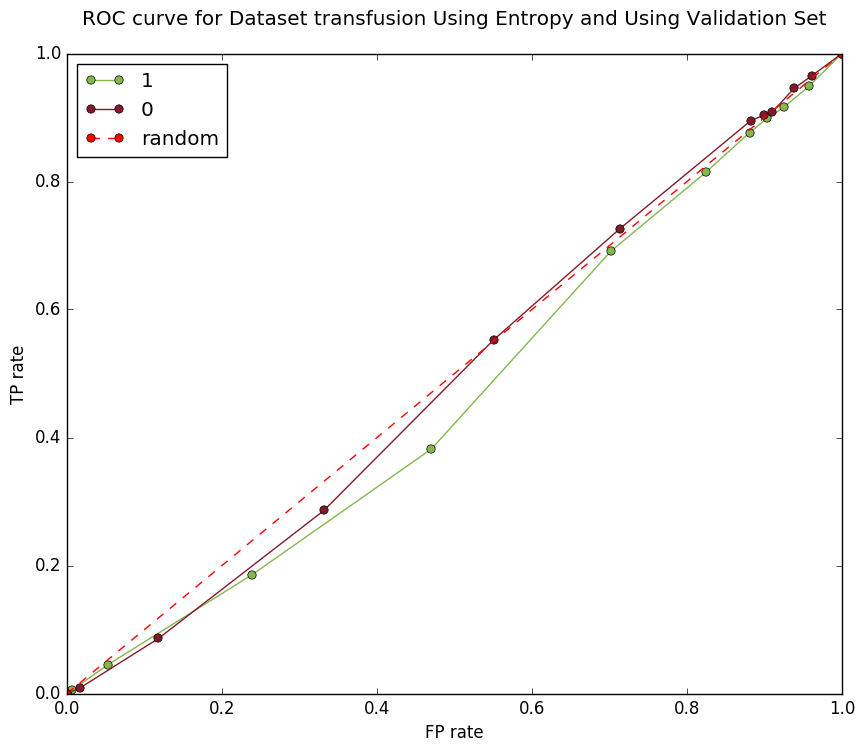 ROC curve for Dataset transfusion Using Entropy and Using Validation Set
1.0
1
0
random
0.8
0.6
TP rate
0.4
0.2
0.0
0.0 0.2 0.4 0.6 0.8 1.0
FP rate